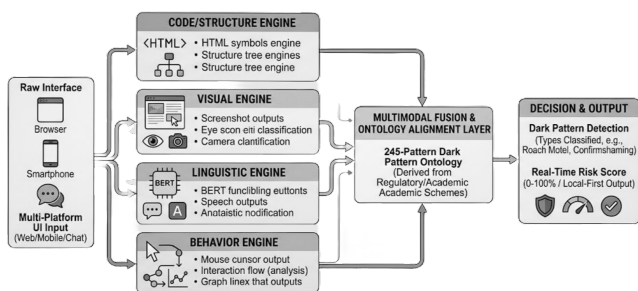 Raw Interface
Browser
Smartphone
Multi-Platform
UI Input
(Web/Mobile/Chat)
CODE/STRUCTURE ENGINE
<HTML>
• HTML symbols engine
• Structure tree engines
• Structure tree engine
VISUAL ENGINE
• Screenshot outputs
• Eye scon eπi classification
• Camera clantification
LINGUISTIC ENGINE
BERT
A
• BERT funclibling euttonts
• Speech outputs
• Anataistic nodification
BEHAVIOR ENGINE
• Mouse cunsor output
• Interaction flow (analysis)
• Graph linex that outputs
MULTIMODAL FUSION &
ONTOLOGY ALIGNMENT LAYER
245-Pattern Dark
Pattern Ontology
(Derived from
Regulatory/Academic
Academic Schemes)
DECISION & OUTPUT
Dark Pattern Detection
(Types Classified, e.g.,
Roach Motel, Confirmshaming)
Real-Time Risk Score
(0-100% / Local-First Output)